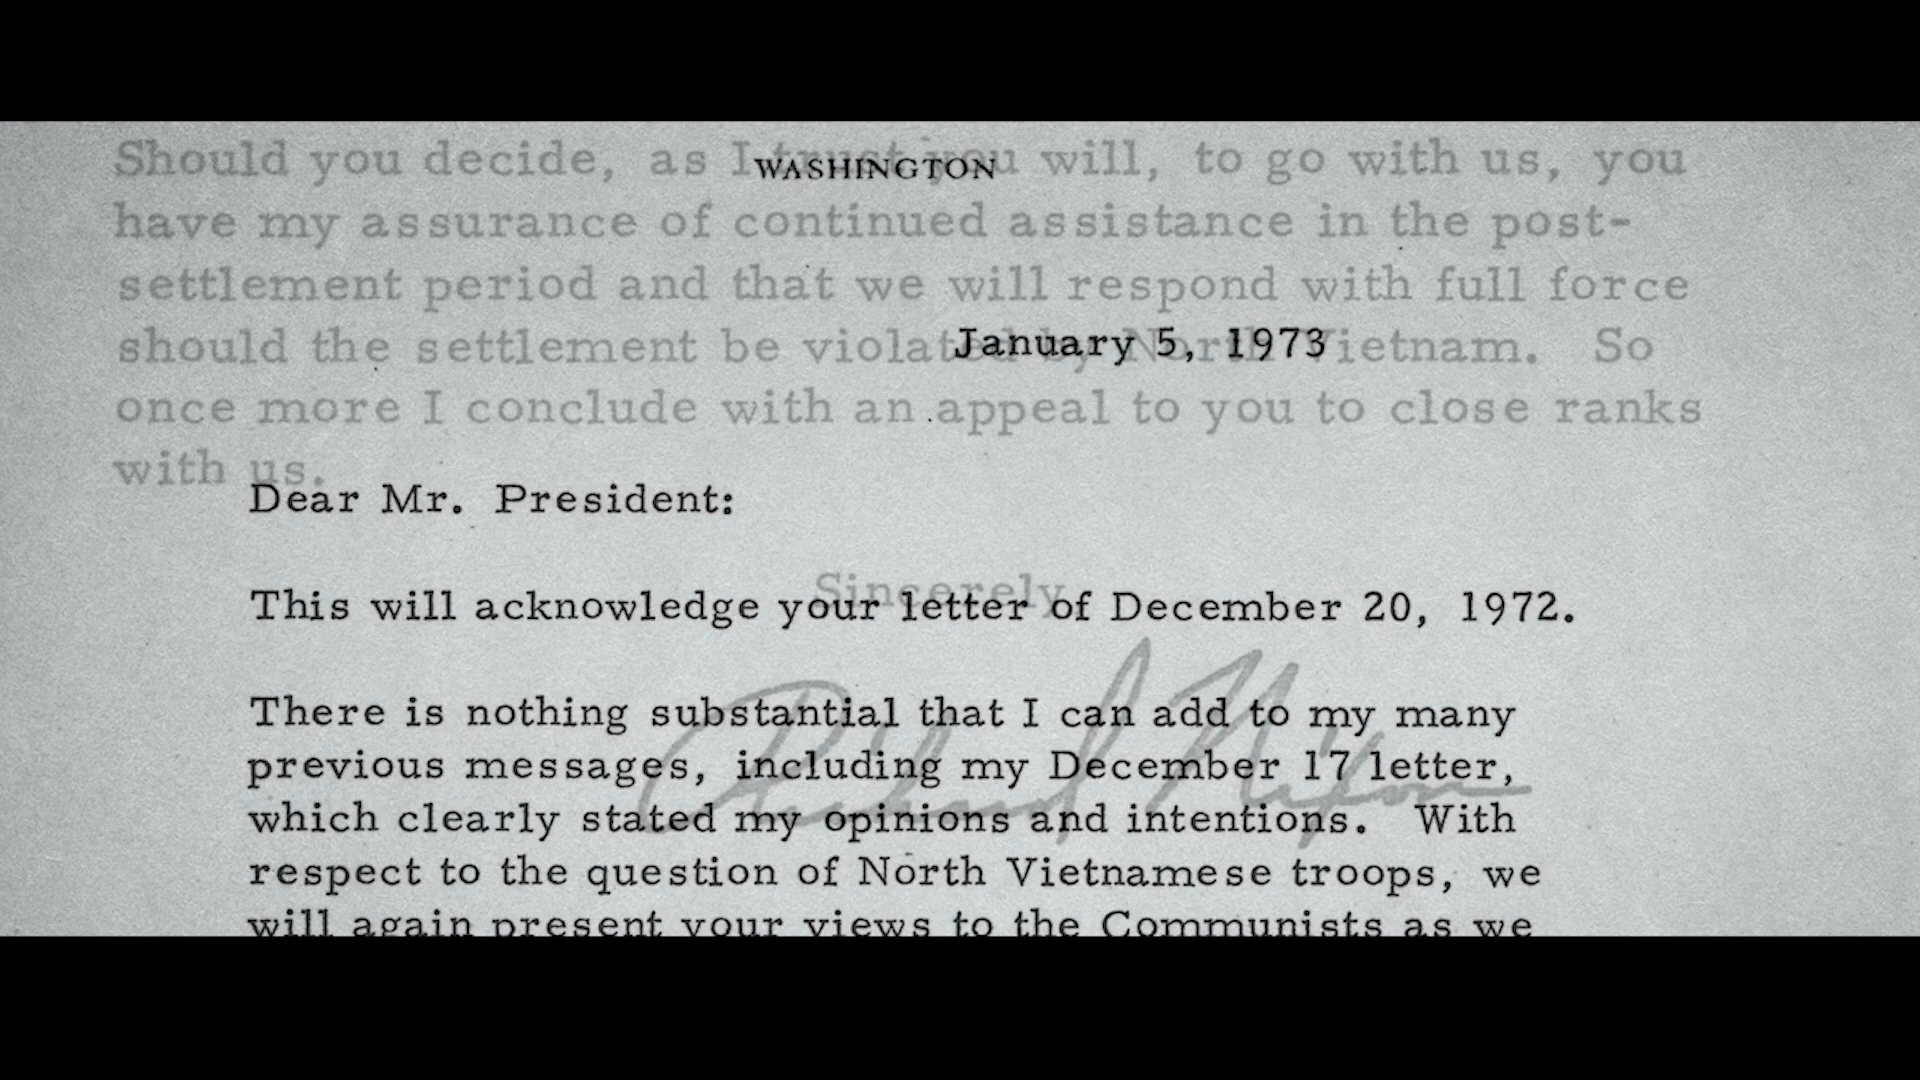 Should you decide, as I trust you will, to go with us, you
have my assurance of continued assistance in the post-
settlement period and that we will respond with full force
should the settlement be violated by North Vietnam. So
once more I conclude with an appeal to you to close ranks
with us.
Sincerely
Richard Nixon
WASHINGTON
January 5, 1973
Dear Mr. President:
This will acknowledge your letter of December 20, 1972.
There is nothing substantial that I can add to my many
previous messages, including my December 17 letter,
which clearly stated my opinions and intentions. With
respect to the question of North Vietnamese troops, we
will again present your views to the Communists as we